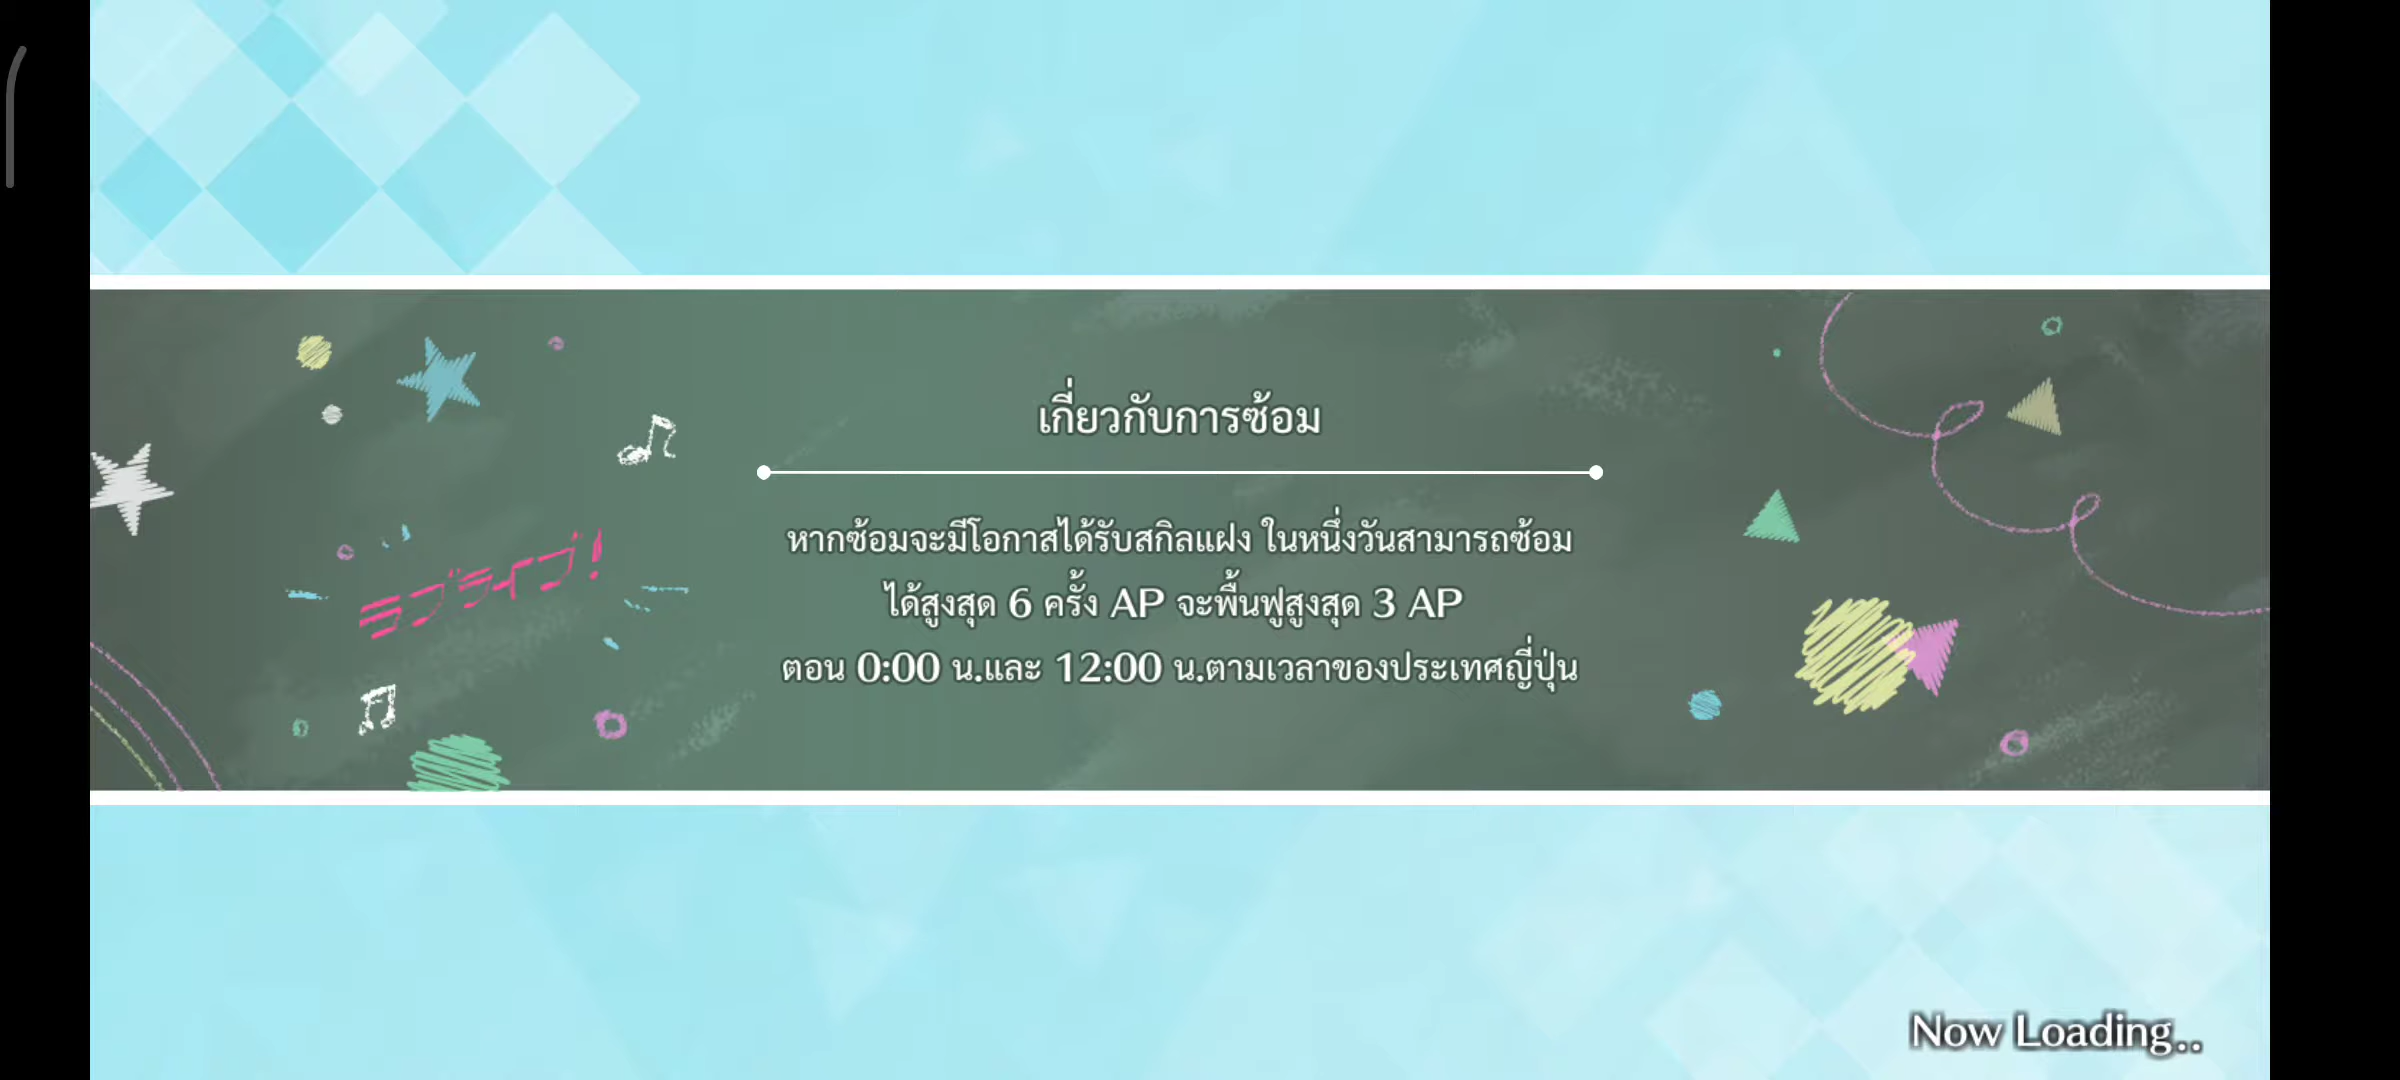 เกี่ยวกับการซ้อม
หากซ้อมจะมีโอกาสได้รับสกิลแฝง ในหนึ่งวันสามารถซ้อม
ได้สูงสุด 6 ครั้ง AP จะฟื้นฟูสูงสุด 3 AP
ตอน 0:00 น.และ 12:00 น.ตามเวลาของประเทศญี่ปุ่น
ラブライブ!
Now Loading..